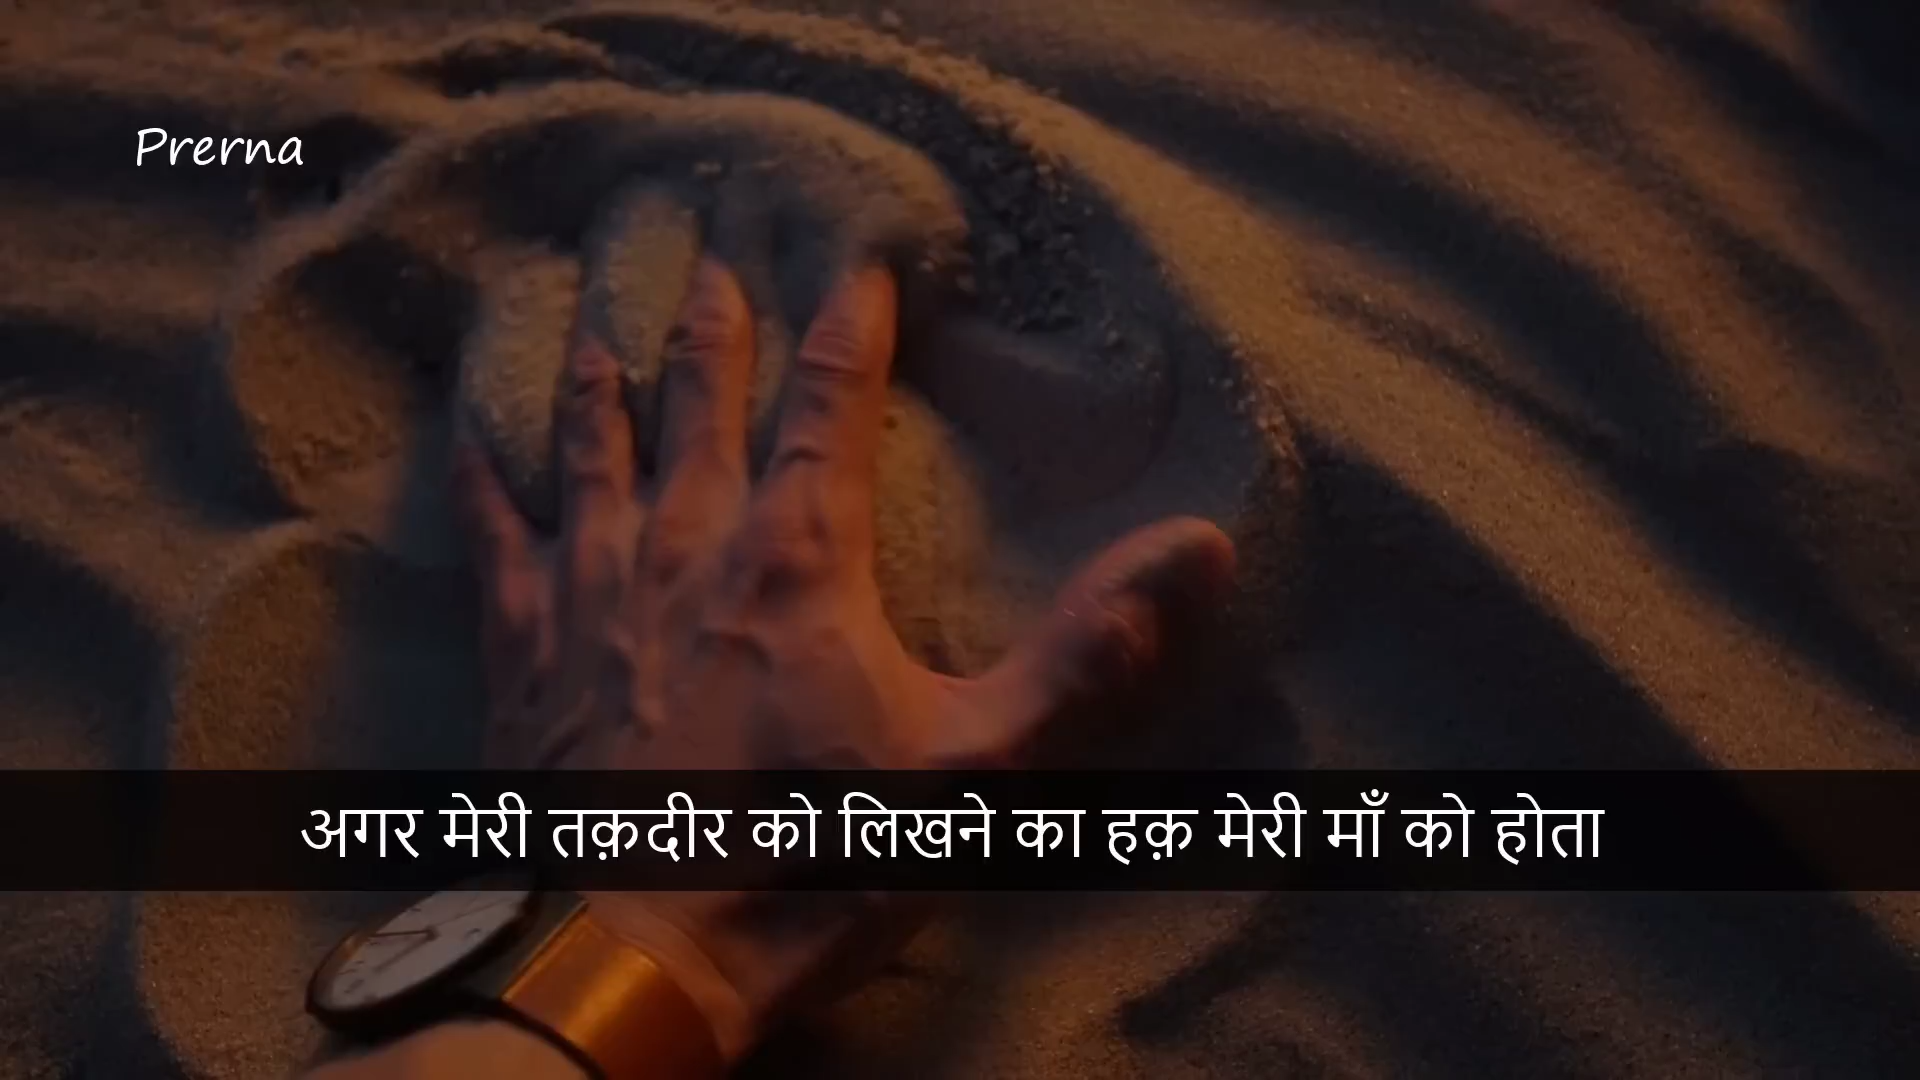 Prerna
अगर मेरी तक़दीर को लिखने का हक़ मेरी माँ को होता